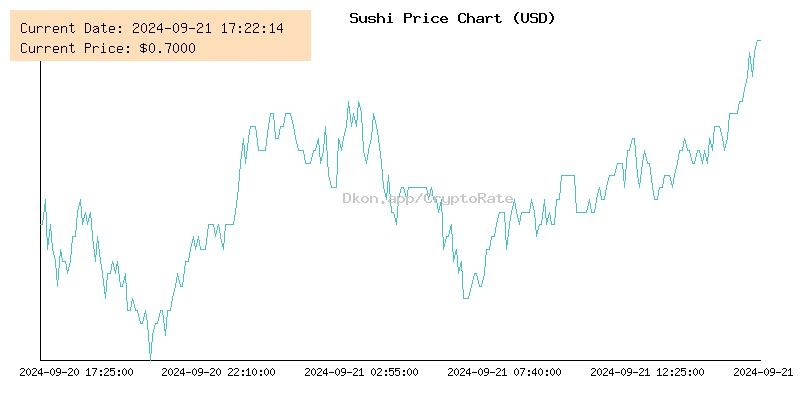 Sushi Price Chart (USD)
Current Date: 2024-09-21 17:22:14
Current Price: $0.7000
Dkon.app/CryptoRate
2024-09-20 17:25:00 2024-09-20 22:10:00 2024-09-21 02:55:00 2024-09-21 07:40:00 2024-09-21 12:25:00 2024-09-21